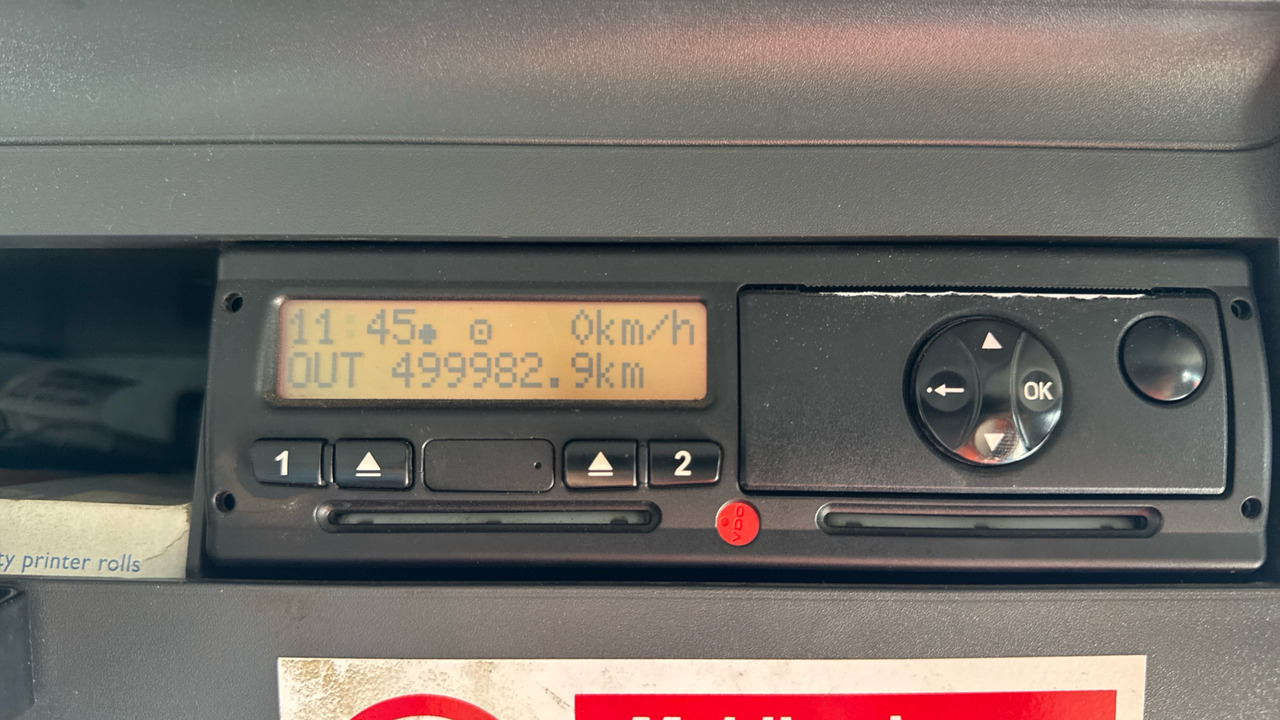 11:45● ⊙ 0km/h
OUT 499982.9km
1 2
OK
VDO
ty printer rolls